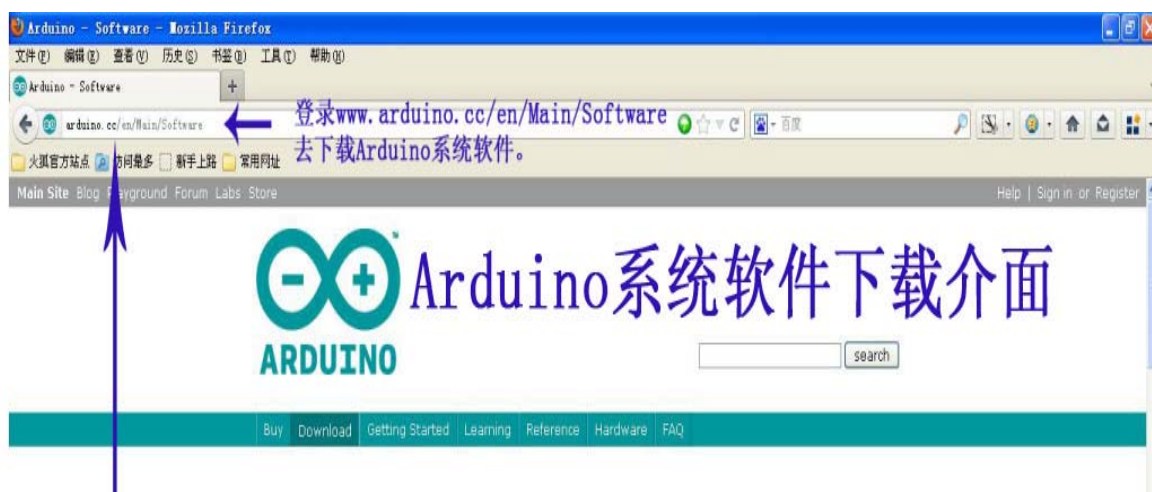 Arduino - Software - Mozilla Firefox
文件(F) 编辑(E) 查看(V) 历史(S) 书签(B) 工具(T) 帮助(H)
Arduino - Software +
arduino.cc/en/Main/Software
登录www.arduino.cc/en/Main/Software
去下载Arduino系统软件。
百度
火狐官方站点 访问最多 新手上路 常用网址
Main Site Blog Playground Forum Labs Store Help | Sign in or Register
Arduino系统软件下载介面
ARDUINO
search
Buy Download Getting Started Learning Reference Hardware FAQ